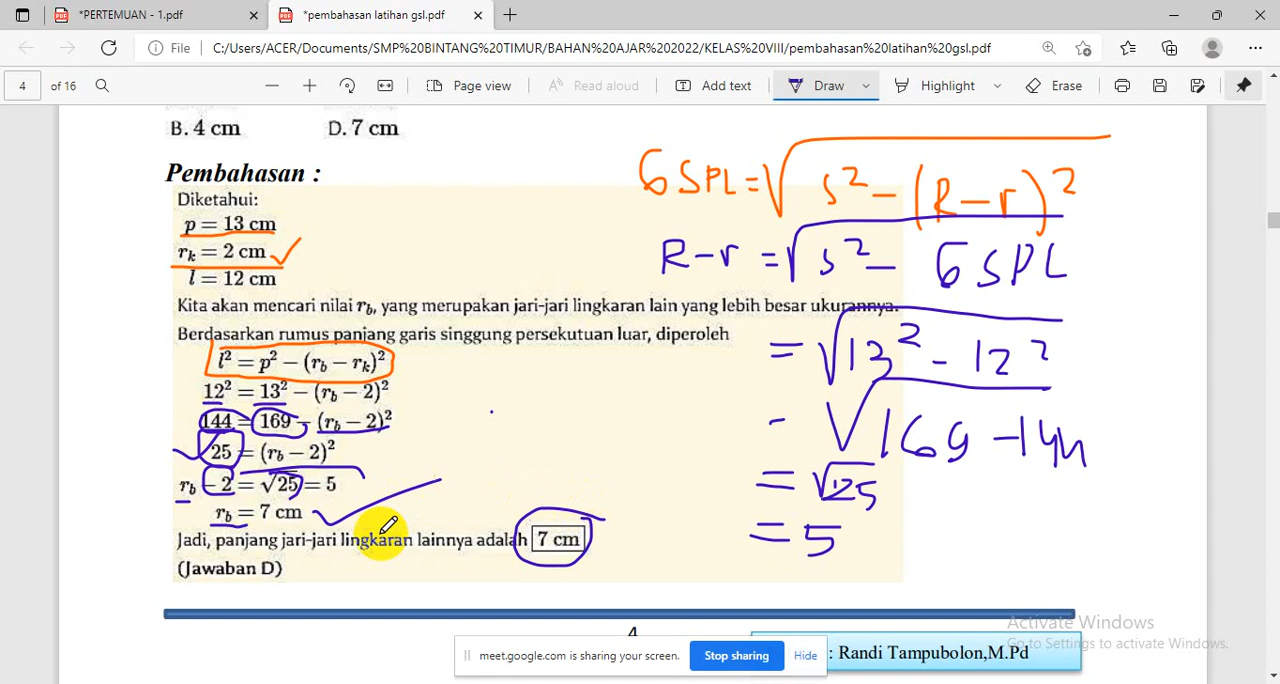 *PERTEMUAN - 1.pdf
*pembahasan latihan gsl.pdf
File C:/Users/ACER/Documents/SMP%20BINTANG%20TIMUR/BAHAN%20AJAR%202022/KELAS%20VIII/pembahasan%20latihan%20gsl.pdf
4 of 16 Page view Read aloud Add text Draw Highlight Erase
B. 4 cm D. 7 cm
Pembahasan :
Diketahui:
p = 13 cm
rₖ = 2 cm
l = 12 cm
Kita akan mencari nilai r_b, yang merupakan jari-jari lingkaran lain yang lebih besar ukurannya.
Berdasarkan rumus panjang garis singgung persekutuan luar, diperoleh
l² = p² − (r_b − rₖ)²
12² = 13² − (r_b − 2)²
144 = 169 − (r_b − 2)²
25 = (r_b − 2)²
r_b − 2 = √25 = 5
r_b = 7 cm
Jadi, panjang jari-jari lingkaran lainnya adalah 7 cm
(Jawaban D)
GSPL = √s² − (R − r)²
R − r = √s² − GSPL
= √13² − 12²
= √169 − 144
= √25
= 5
4
: Randi Tampubolon,M.Pd
meet.google.com is sharing your screen. Stop sharing Hide
Activate Windows
Go to Settings to activate Windows.